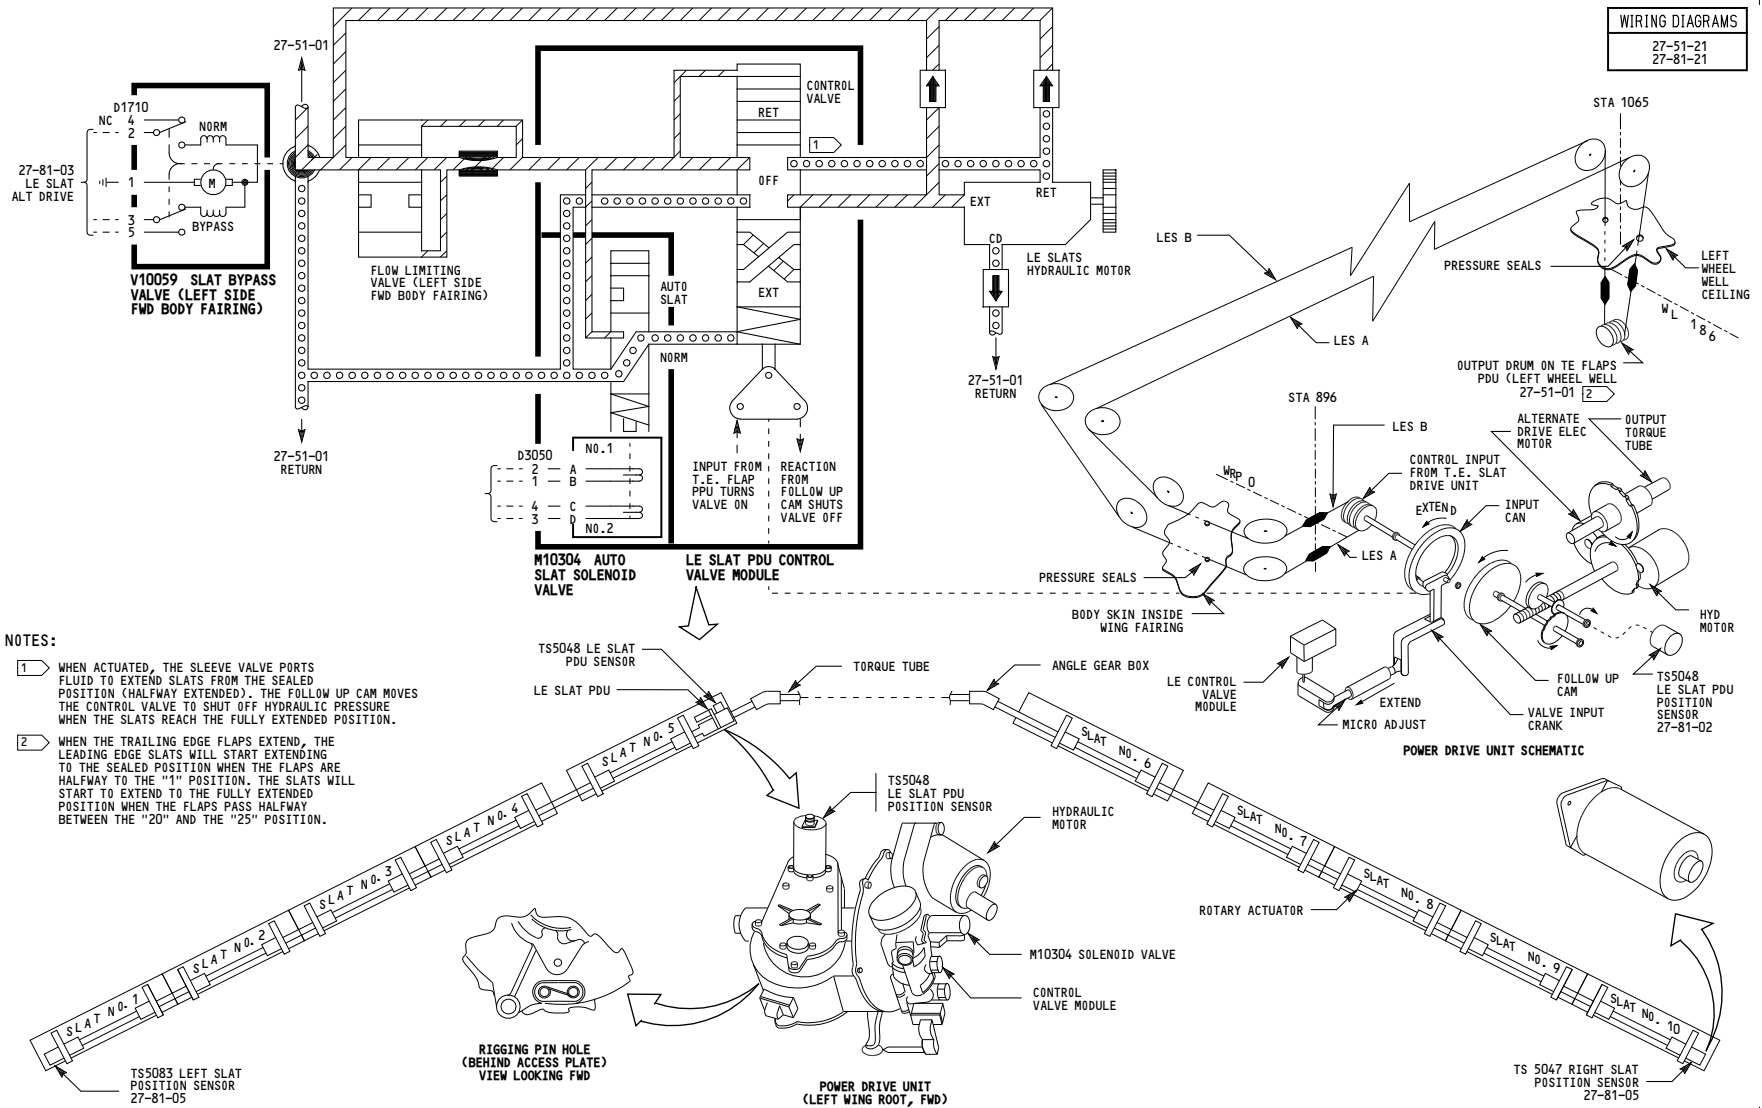 WIRING DIAGRAMS
27-51-21
27-81-21
27-51-01
D1710
NC 4
2
1
3
5
NORM
M
BYPASS
27-81-03
LE SLAT
ALT DRIVE
V10059 SLAT BYPASS
VALVE (LEFT SIDE
FWD BODY FAIRING)
27-51-01
RETURN
FLOW LIMITING
VALVE (LEFT SIDE
FWD BODY FAIRING)
CONTROL
VALVE
RET
1
OFF
EXT
AUTO
SLAT
NORM
D3050
2 A
1 B
4 C
3 D
NO.1
NO.2
INPUT FROM
T.E. FLAP
PPU TURNS
VALVE ON
REACTION
FROM
FOLLOW UP
CAM SHUTS
VALVE OFF
M10304 AUTO
SLAT SOLENOID
VALVE
LE SLAT PDU CONTROL
VALVE MODULE
EXT
RET
CD
LE SLATS
HYDRAULIC MOTOR
27-51-01
RETURN
STA 1065
LES B
PRESSURE SEALS
LEFT
WHEEL
WELL
CEILING
WL 186
LES A
OUTPUT DRUM ON TE FLAPS
PDU (LEFT WHEEL WELL
27-51-01 2
STA 896
LES B
WRP 0
CONTROL INPUT
FROM T.E. SLAT
DRIVE UNIT
ALTERNATE
DRIVE ELEC
MOTOR
OUTPUT
TORQUE
TUBE
EXTEND
INPUT
CAN
LES A
PRESSURE SEALS
BODY SKIN INSIDE
WING FAIRING
HYD
MOTOR
LE CONTROL
VALVE
MODULE
EXTEND
MICRO ADJUST
FOLLOW UP
CAM
VALVE INPUT
CRANK
TS5048
LE SLAT PDU
POSITION
SENSOR
27-81-02
POWER DRIVE UNIT SCHEMATIC
NOTES:
1 WHEN ACTUATED, THE SLEEVE VALVE PORTS
FLUID TO EXTEND SLATS FROM THE SEALED
POSITION (HALFWAY EXTENDED). THE FOLLOW UP CAM MOVES
THE CONTROL VALVE TO SHUT OFF HYDRAULIC PRESSURE
WHEN THE SLATS REACH THE FULLY EXTENDED POSITION.
2 WHEN THE TRAILING EDGE FLAPS EXTEND, THE
LEADING EDGE SLATS WILL START EXTENDING
TO THE SEALED POSITION WHEN THE FLAPS ARE
HALFWAY TO THE "1" POSITION. THE SLATS WILL
START TO EXTEND TO THE FULLY EXTENDED
POSITION WHEN THE FLAPS PASS HALFWAY
BETWEEN THE "20" AND THE "25" POSITION.
TS5048 LE SLAT
PDU SENSOR
LE SLAT PDU
TORQUE TUBE
ANGLE GEAR BOX
SLAT NO. 1
SLAT NO. 2
SLAT NO. 3
SLAT NO. 4
SLAT NO. 5
SLAT NO. 6
SLAT NO. 7
SLAT NO. 8
SLAT NO. 9
SLAT NO. 10
TS5048
LE SLAT PDU
POSITION SENSOR
HYDRAULIC
MOTOR
ROTARY ACTUATOR
M10304 SOLENOID VALVE
CONTROL
VALVE MODULE
RIGGING PIN HOLE
(BEHIND ACCESS PLATE)
VIEW LOOKING FWD
TS5083 LEFT SLAT
POSITION SENSOR
27-81-05
TS 5047 RIGHT SLAT
POSITION SENSOR
27-81-05
POWER DRIVE UNIT
(LEFT WING ROOT, FWD)